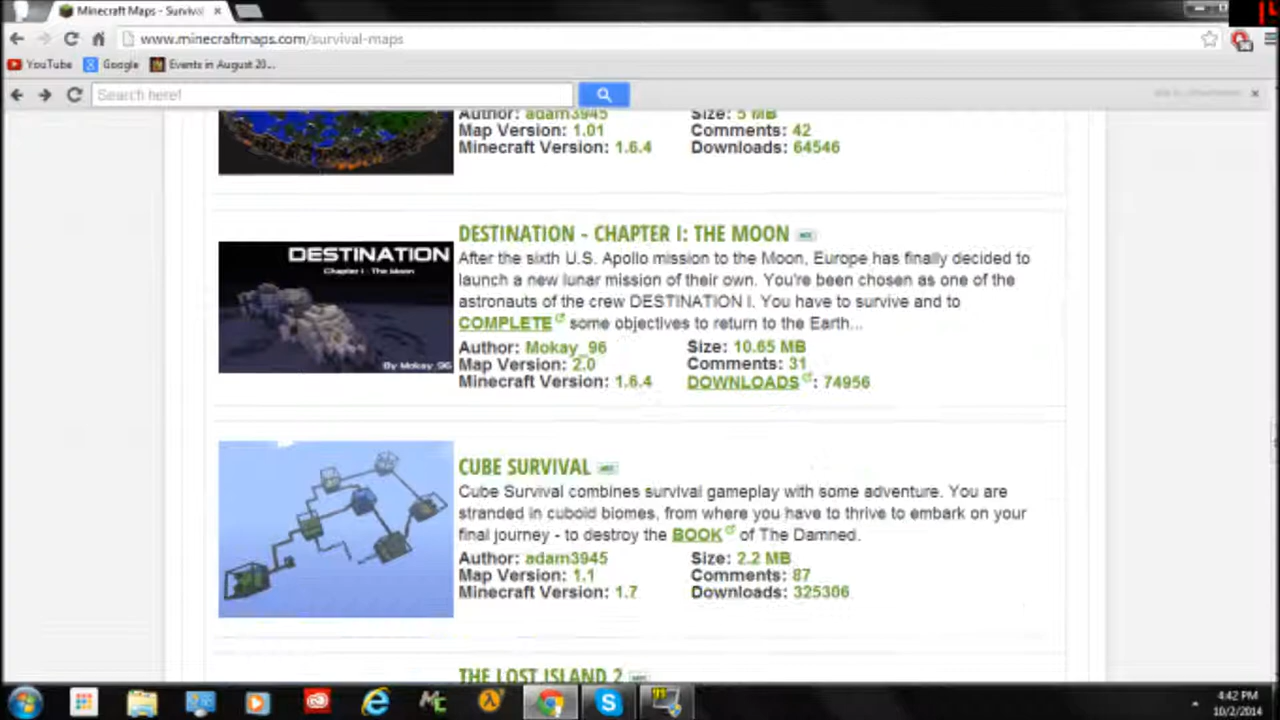 Minecraft Maps - Survival
www.minecraftmaps.com/survival-maps
YouTube Google Events in August 20...
Search here!
Author: adam3945 Size: 5 MB
Map Version: 1.01 Comments: 42
Minecraft Version: 1.6.4 Downloads: 64546
DESTINATION
Chapter I : The Moon
By Mokay_96
DESTINATION - CHAPTER I: THE MOON
After the sixth U.S. Apollo mission to the Moon, Europe has finally decided to
launch a new lunar mission of their own. You're been chosen as one of the
astronauts of the crew DESTINATION I. You have to survive and to
COMPLETE some objectives to return to the Earth...
Author: Mokay_96 Size: 10.65 MB
Map Version: 2.0 Comments: 31
Minecraft Version: 1.6.4 DOWNLOADS : 74956
CUBE SURVIVAL
Cube Survival combines survival gameplay with some adventure. You are
stranded in cuboid biomes, from where you have to thrive to embark on your
final journey - to destroy the BOOK of The Damned.
Author: adam3945 Size: 2.2 MB
Map Version: 1.1 Comments: 87
Minecraft Version: 1.7 Downloads: 325306
THE LOST ISLAND 2
4:42 PM
10/2/2014